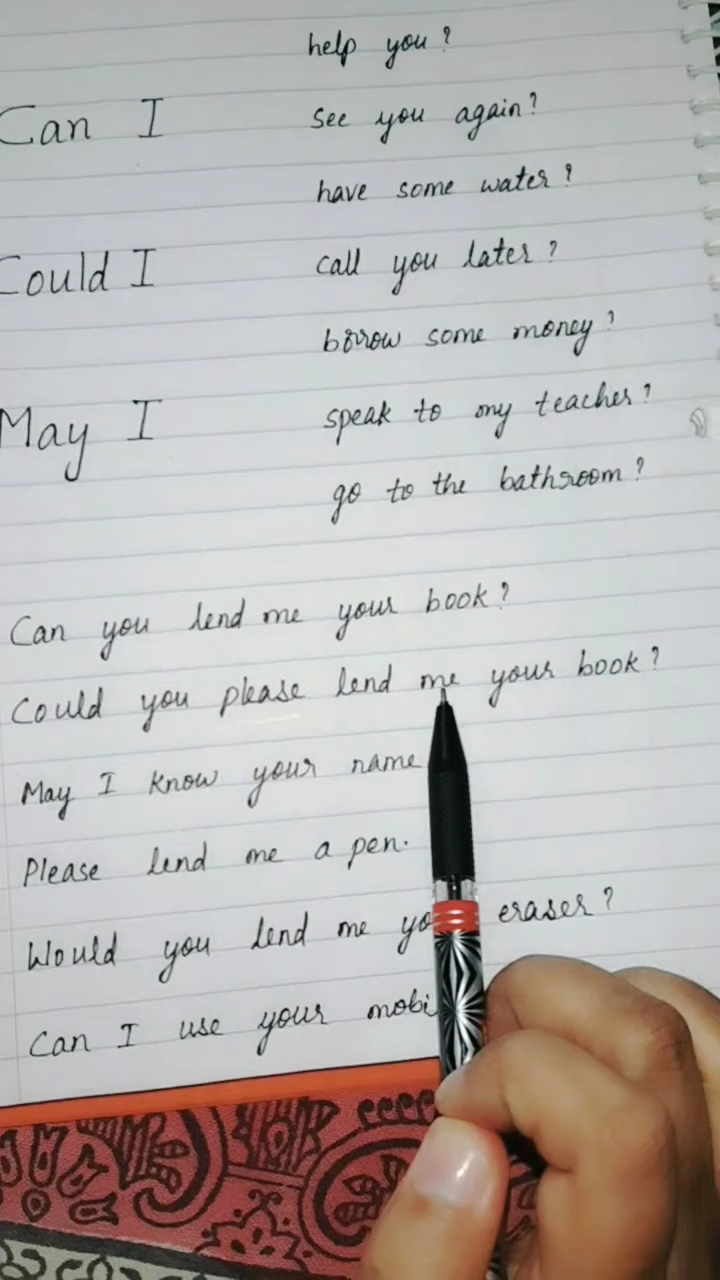 help you?
Can I see you again?
have some water?
Could I call you later?
borrow some money?
May I speak to my teacher?
go to the bathroom?
Can you lend me your book?
Could you please lend me your book?
May I know your name
Please lend me a pen.
Would you lend me yo eraser?
Can I use your mobi